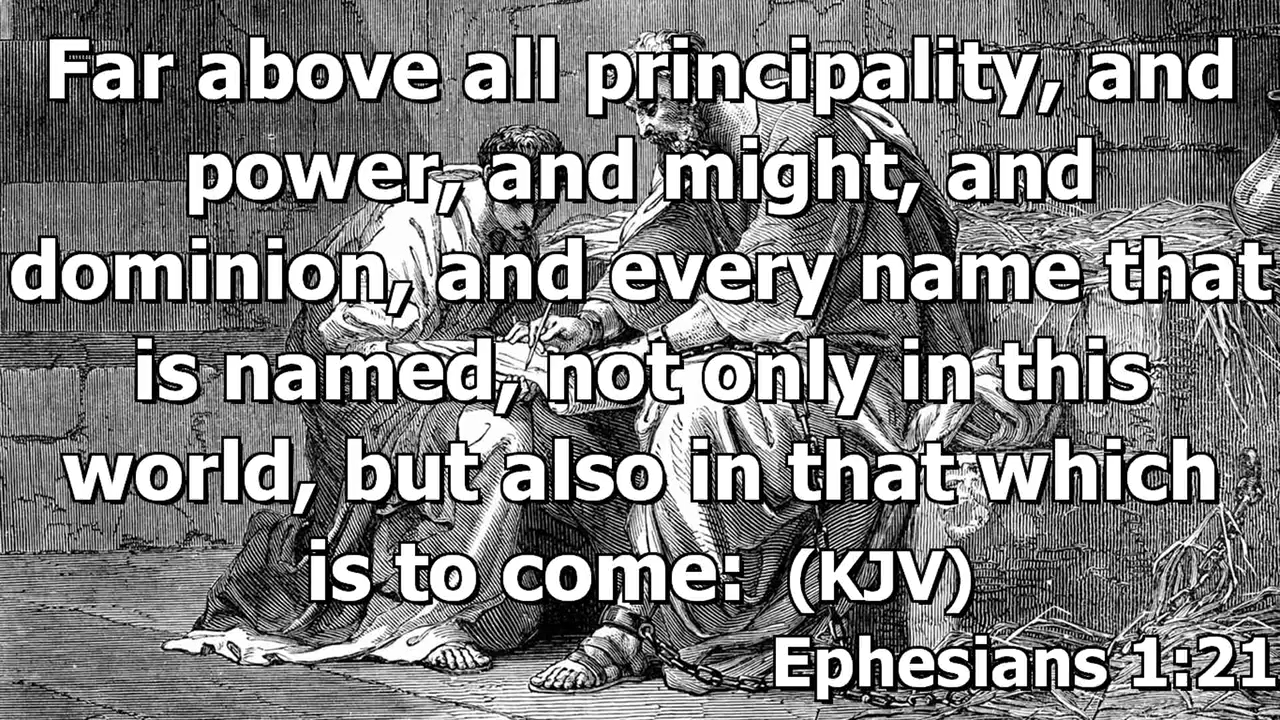 Far above all principality, and
power, and might, and
dominion, and every name that
is named, not only in this
world, but also in that which
is to come: (KJV)
Ephesians 1:21